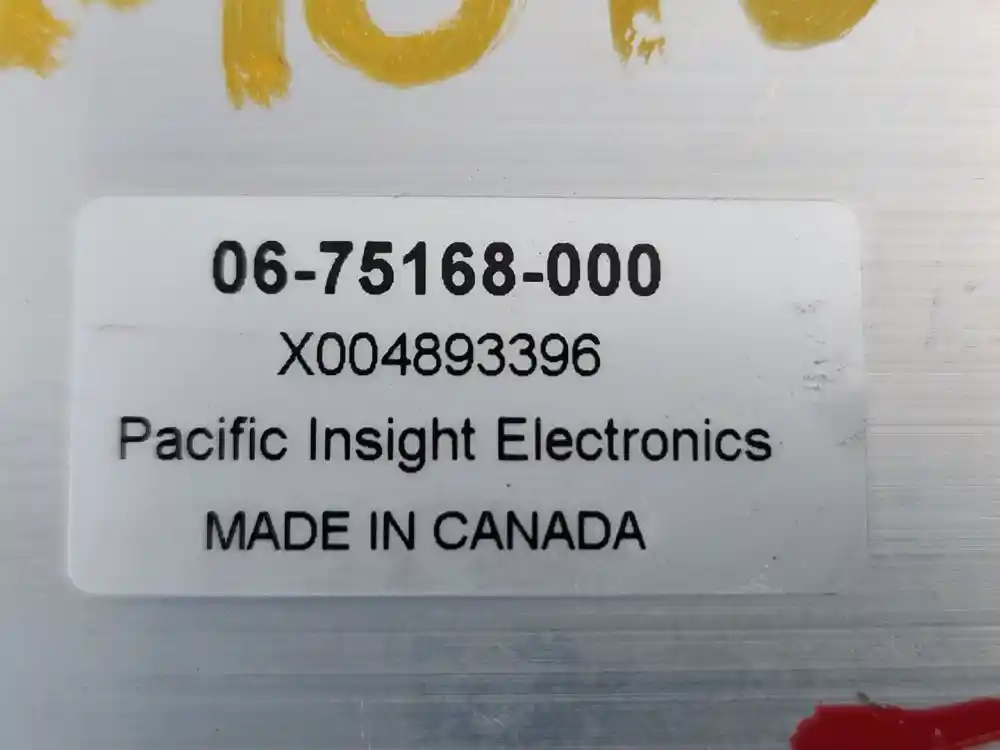 06-75168-000
X004893396
Pacific Insight Electronics
MADE IN CANADA